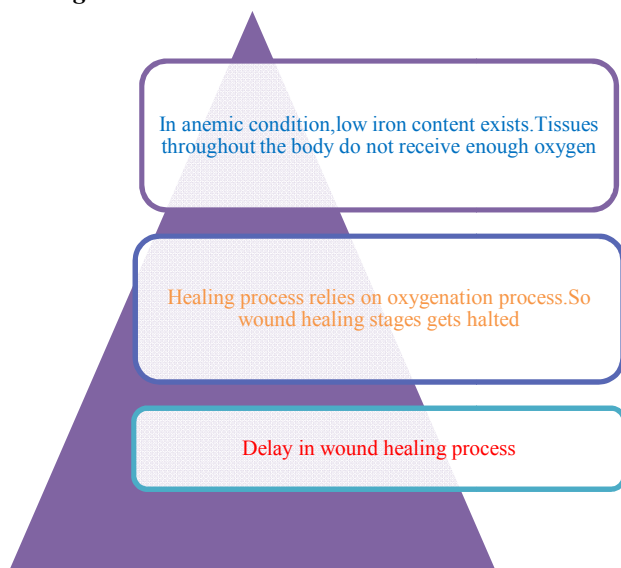 In anemic condition,low iron content exists.Tissues
throughout the body do not receive enough oxygen
Healing process relies on oxygenation process.So
wound healing stages gets halted
Delay in wound healing process